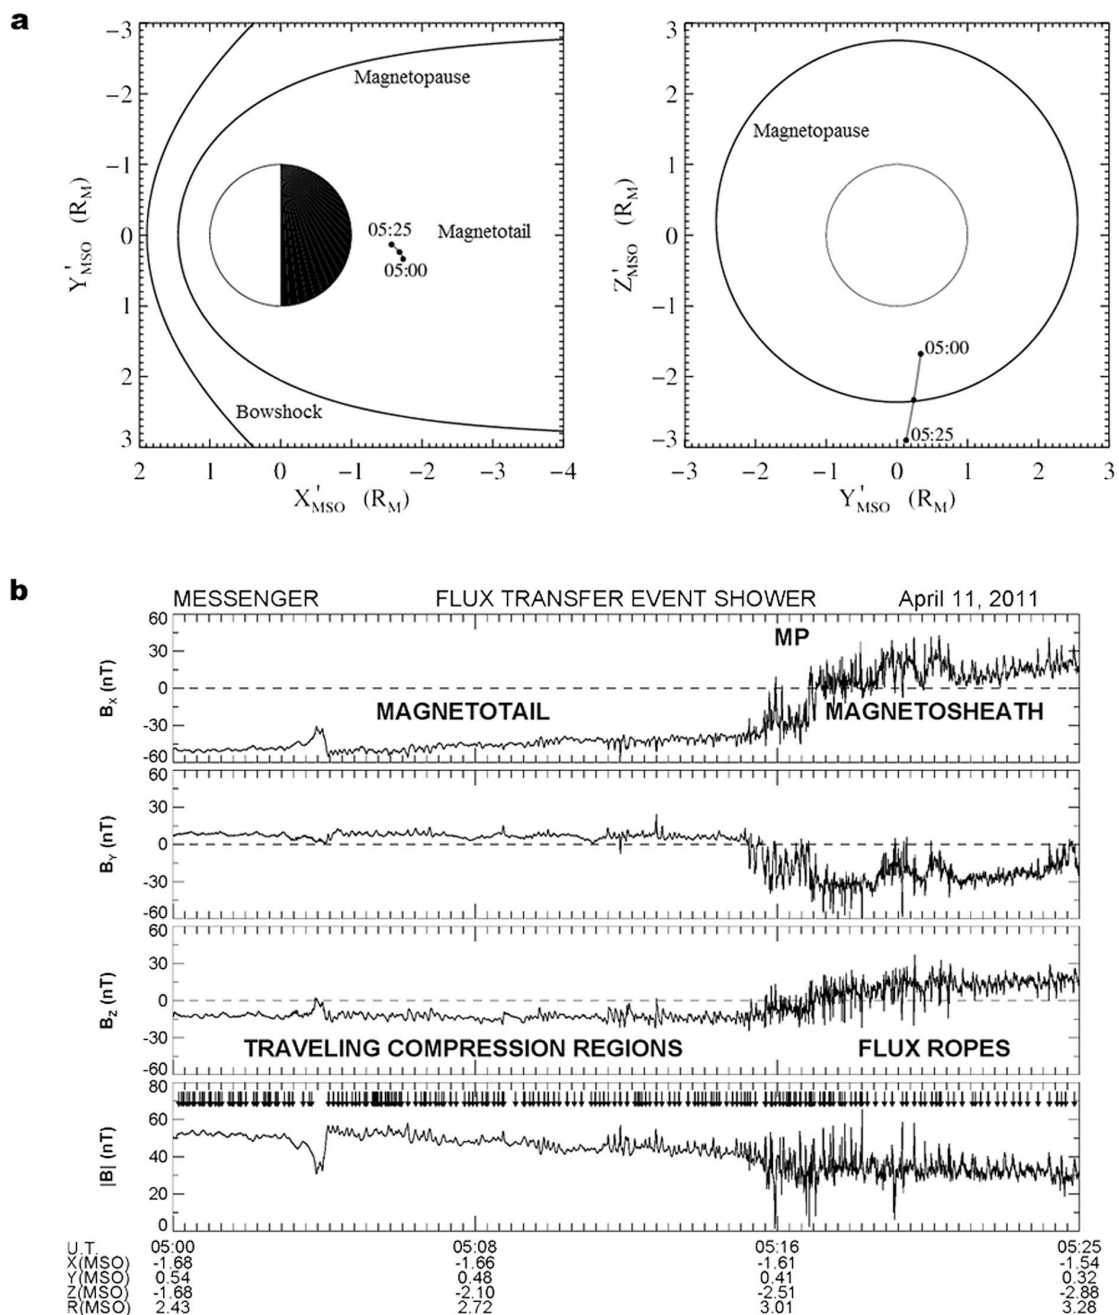 a
−3
−2
−1
0
1
2
3
Y'MSO (RM)
Magnetopause
05:25
Magnetotail
05:00
Bowshock
2 1 0 −1 −2 −3 −4
X'MSO (RM)
3
2
1
0
−1
−2
−3
Z'MSO (RM)
Magnetopause
05:00
05:25
−3 −2 −1 0 1 2 3
Y'MSO (RM)
b
MESSENGER FLUX TRANSFER EVENT SHOWER April 11, 2011
60
30
0
-30
-60
BX (nT)
MP
MAGNETOTAIL MAGNETOSHEATH
60
30
0
-30
-60
BY (nT)
60
30
0
-30
-60
BZ (nT)
TRAVELING COMPRESSION REGIONS FLUX ROPES
80
60
40
20
0
|B| (nT)
U.T. 05:00 05:08 05:16 05:25
X(MSO) -1.68 -1.66 -1.61 -1.54
Y(MSO) 0.54 0.48 0.41 0.32
Z(MSO) -1.68 -2.10 -2.51 -2.88
R(MSO) 2.43 2.72 3.01 3.28